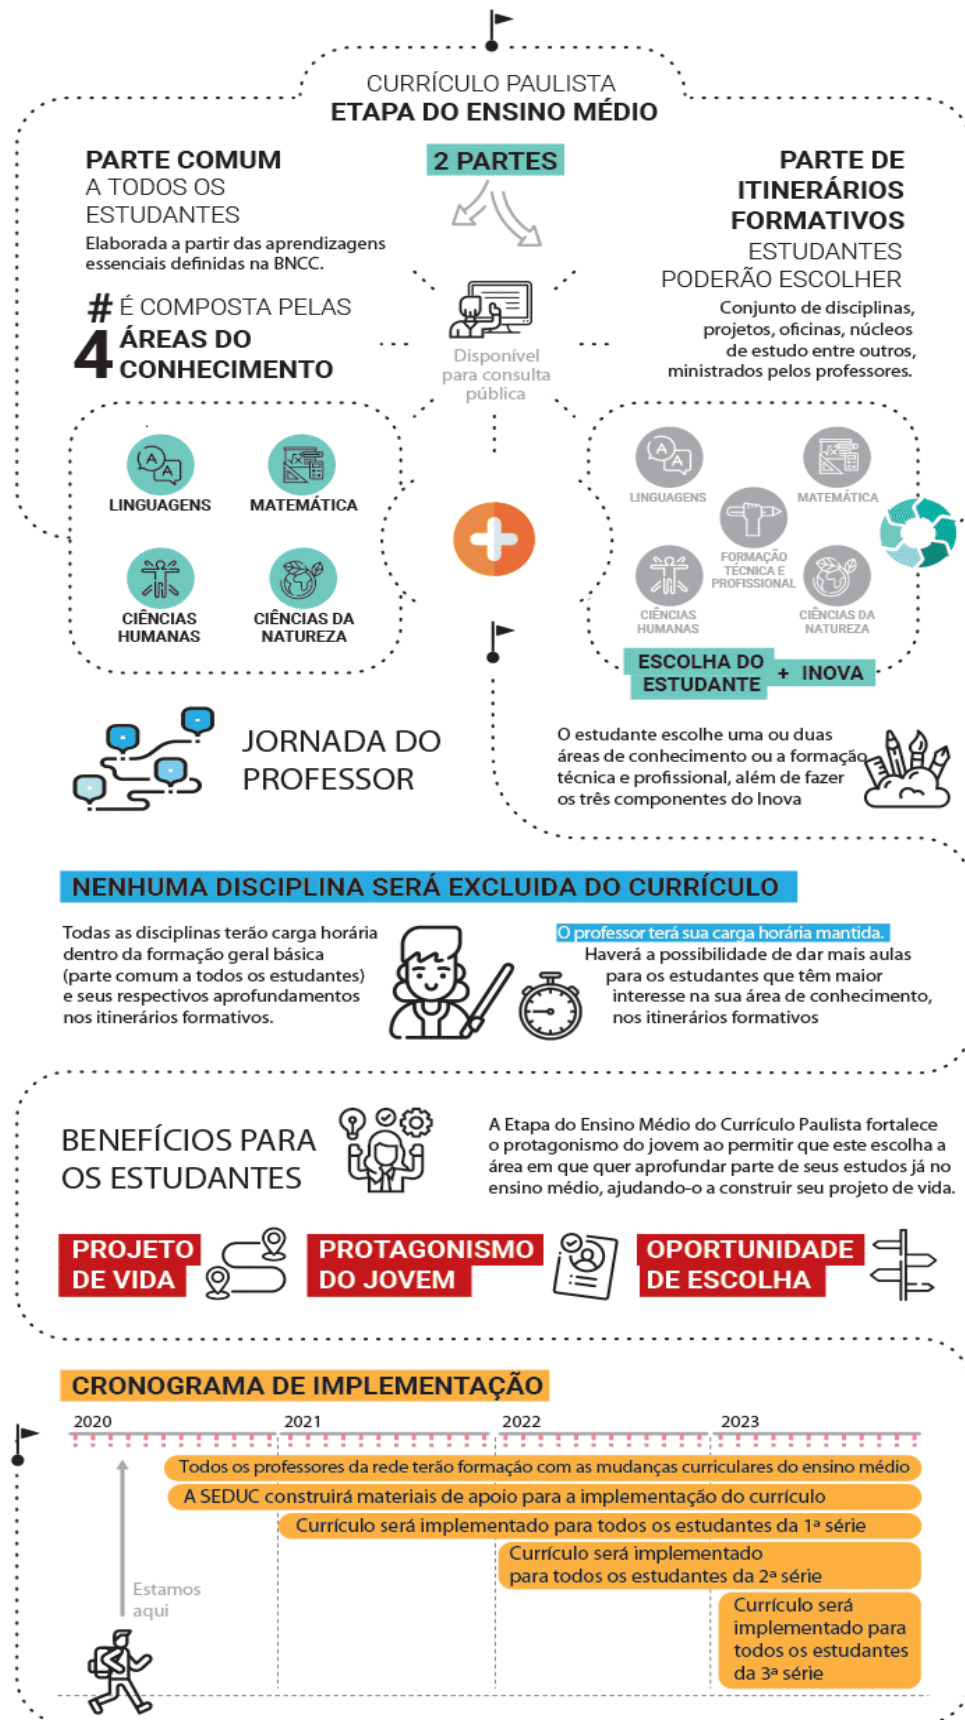 CURRÍCULO PAULISTA
ETAPA DO ENSINO MÉDIO
2 PARTES
PARTE COMUM
A TODOS OS
ESTUDANTES
Elaborada a partir das aprendizagens
essenciais definidas na BNCC.
# É COMPOSTA PELAS
4 ÁREAS DO
CONHECIMENTO
Disponível
para consulta
pública
PARTE DE
ITINERÁRIOS
FORMATIVOS
ESTUDANTES
PODERÃO ESCOLHER
Conjunto de disciplinas,
projetos, oficinas, núcleos
de estudo entre outros,
ministrados pelos professores.
LINGUAGENS
MATEMÁTICA
CIÊNCIAS
HUMANAS
CIÊNCIAS DA
NATUREZA
LINGUAGENS
MATEMÁTICA
FORMAÇÃO
TÉCNICA E
PROFISSIONAL
CIÊNCIAS
HUMANAS
CIÊNCIAS DA
NATUREZA
ESCOLHA DO
ESTUDANTE
+ INOVA
O estudante escolhe uma ou duas
áreas de conhecimento ou a formação
técnica e profissional, além de fazer
os três componentes do Inova
JORNADA DO
PROFESSOR
NENHUMA DISCIPLINA SERÁ EXCLUIDA DO CURRÍCULO
Todas as disciplinas terão carga horária
dentro da formação geral básica
(parte comum a todos os estudantes)
e seus respectivos aprofundamentos
nos itinerários formativos.
O professor terá sua carga horária mantida.
Haverá a possibilidade de dar mais aulas
para os estudantes que têm maior
interesse na sua área de conhecimento,
nos itinerários formativos
BENEFÍCIOS PARA
OS ESTUDANTES
A Etapa do Ensino Médio do Currículo Paulista fortalece
o protagonismo do jovem ao permitir que este escolha a
área em que quer aprofundar parte de seus estudos já no
ensino médio, ajudando-o a construir seu projeto de vida.
PROJETO
DE VIDA
PROTAGONISMO
DO JOVEM
OPORTUNIDADE
DE ESCOLHA
CRONOGRAMA DE IMPLEMENTAÇÃO
2020 2021 2022 2023
Todos os professores da rede terão formação com as mudanças curriculares do ensino médio
A SEDUC construirá materiais de apoio para a implementação do currículo
Currículo será implementado para todos os estudantes da 1ª série
Currículo será implementado
para todos os estudantes da 2ª série
Currículo será
implementado para
todos os estudantes
da 3ª série
Estamos
aqui